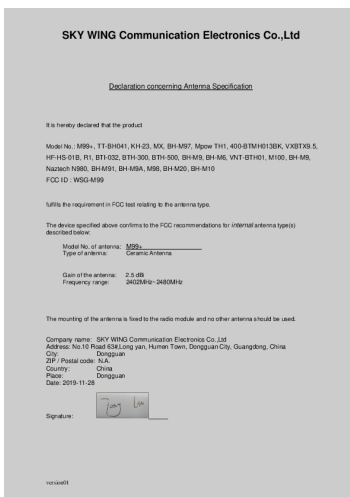 SKY WING Communication Electronics Co.,Ltd
Declaration concerning Antenna Specification
It is hereby declared that the product
Model No.: M99+, TT-BH041, KH-23, MX, BH-M97, Mpow TH1, 400-BTMH013BK, VXBTX9.5,
HF-HS-01B, R1, BTI-032, BTH-300, BTH-500, BH-M9, BH-M6, VNT-BTH01, M100, BH-M9,
Naztech N980, BH-M91, BH-M9A, M98, BH-M20, BH-M10
FCC ID : WSG-M99
fulfills the requirement in FCC test relating to the antenna type.
The device specified above confirms to the FCC recommendations for internal antenna type(s)
described below:
Model No. of antenna: M99+
Type of antenna: Ceramic Antenna
Gain of the antenna: 2.5 dBi
Frequency range: 2402MHz~2480MHz
The mounting of the antenna is fixed to the radio module and no other antenna should be used.
Company name: SKY WING Communication Electronics Co.,Ltd
Address: No.10 Road 63#,Long yan, Humen Town, Dongguan City, Guangdong, China
City: Dongguan
ZIP / Postal code: N.A.
Country: China
Place: Dongguan
Date: 2019-11-28
Signature:
version01